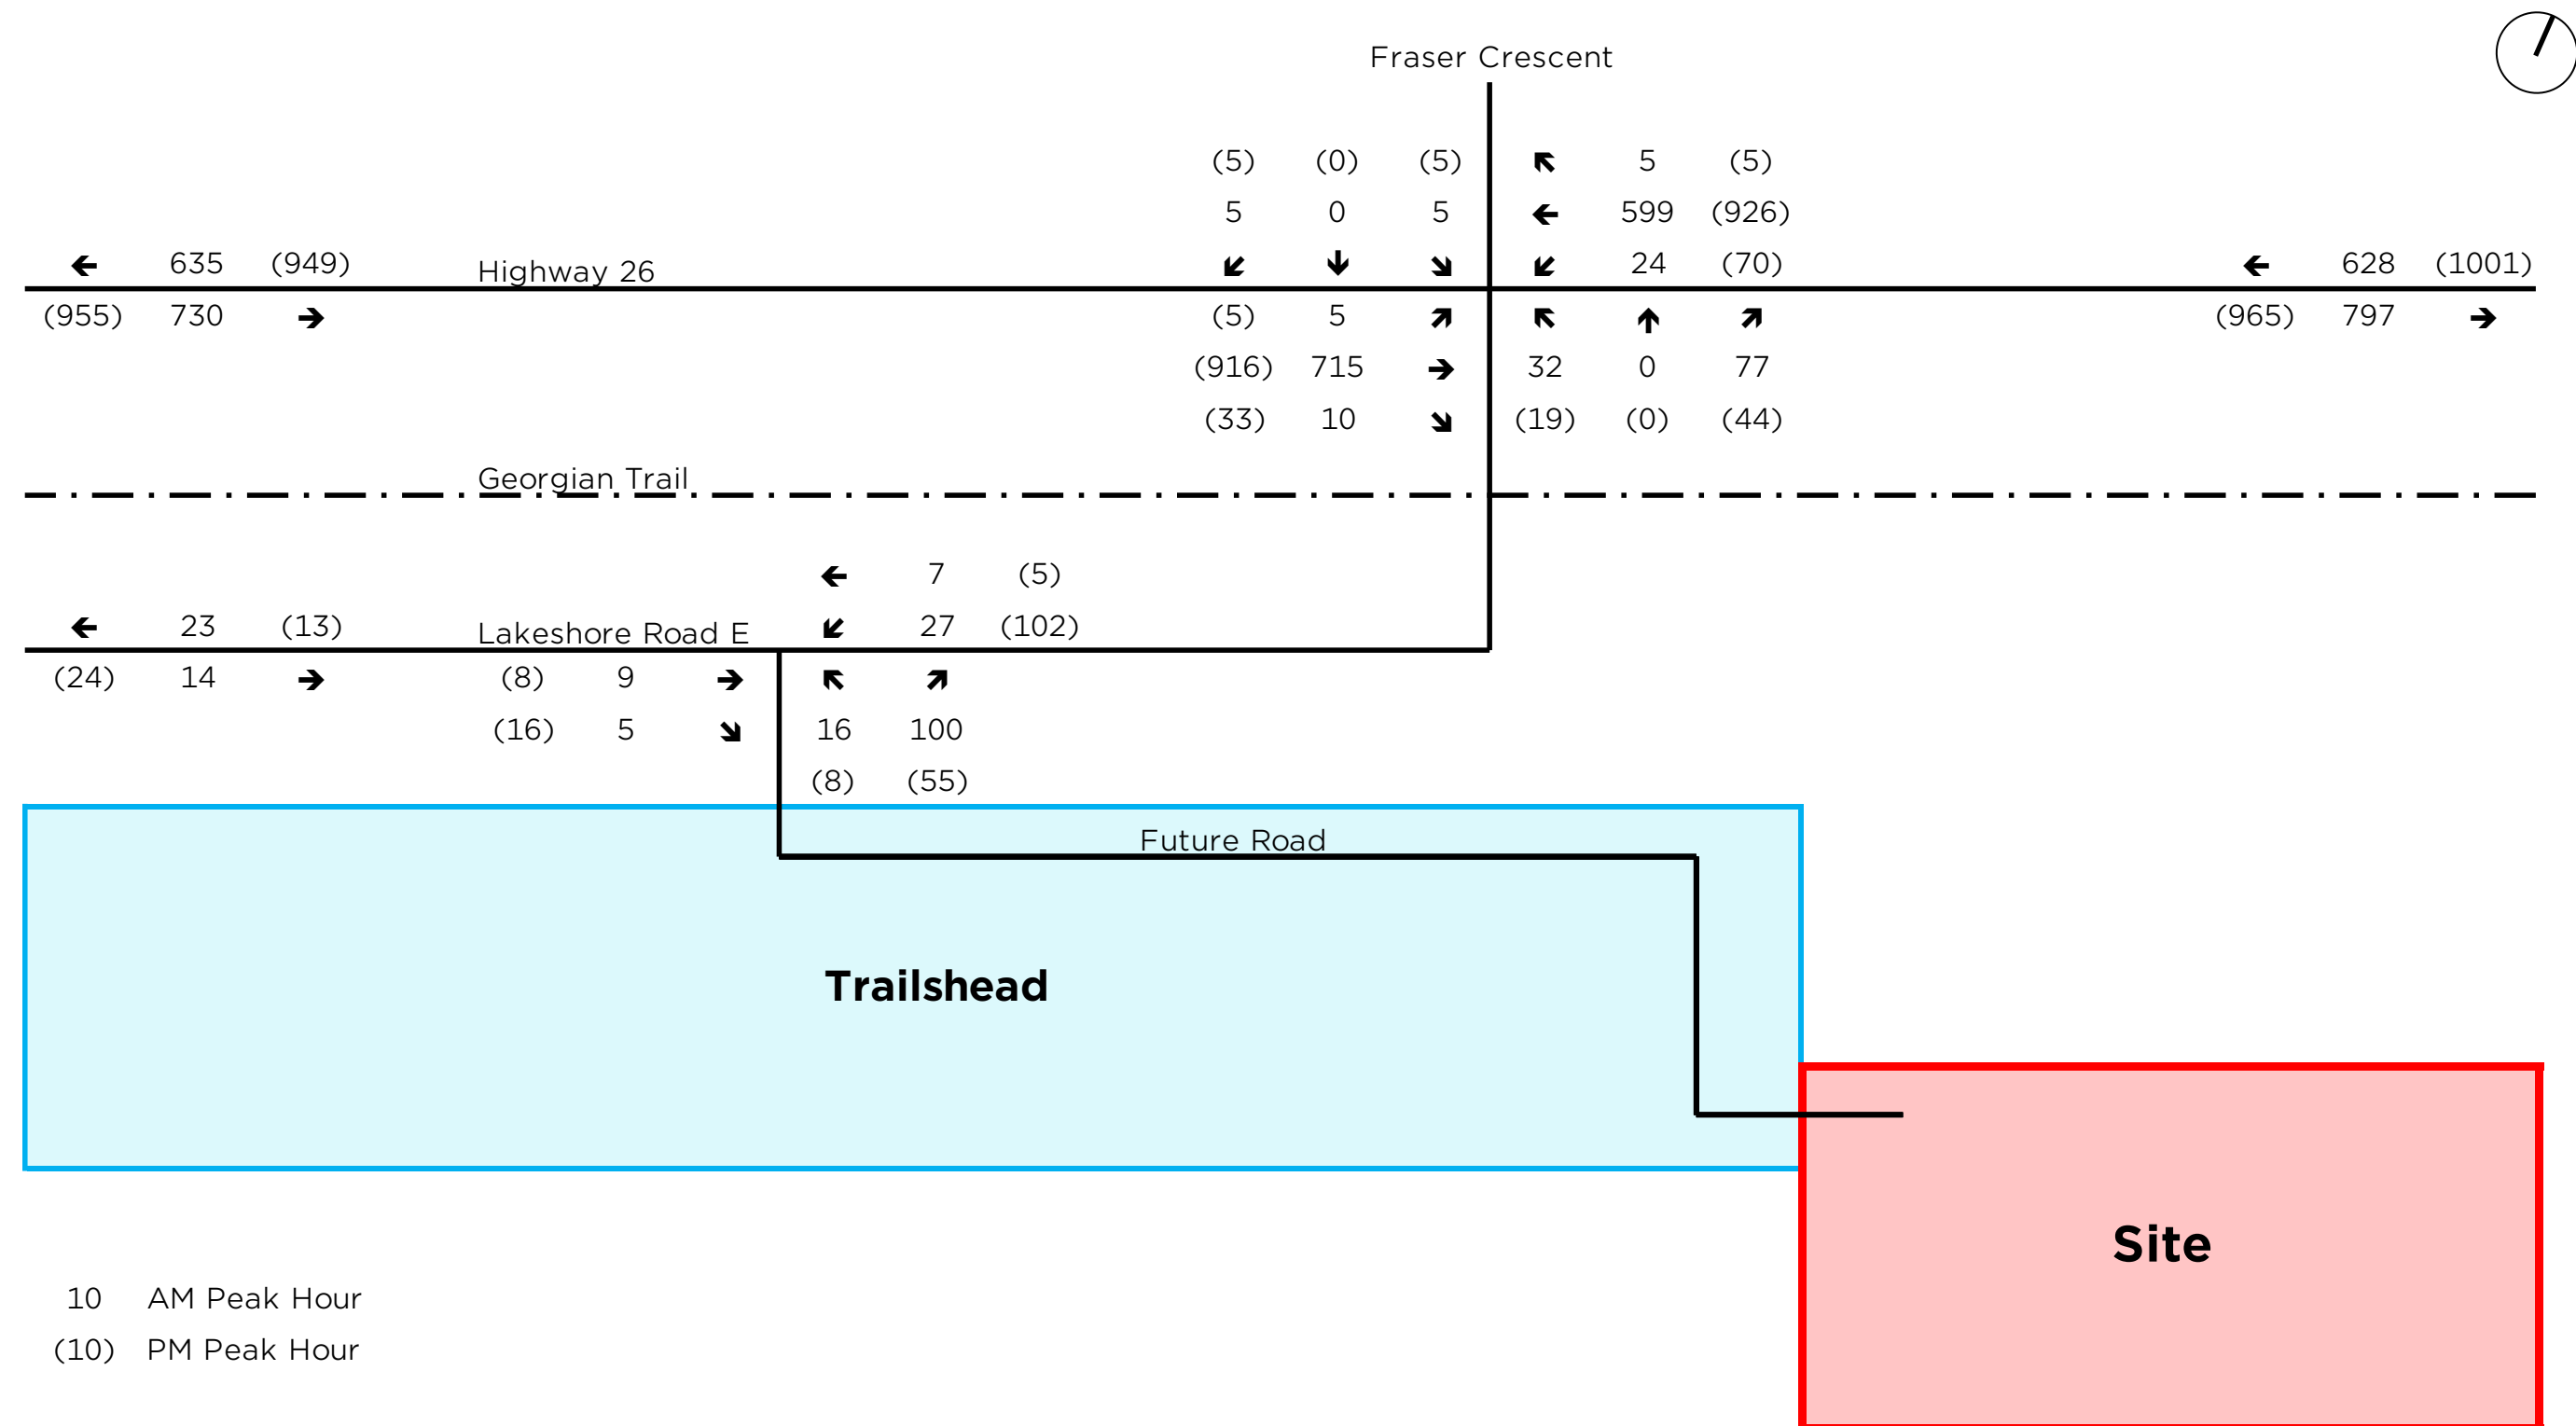 Fraser Crescent
(5) (0) (5) 5 (5)
5 0 5 599 (926)
635 (949) Highway 26 24 (70) 628 (1001)
(955) 730 (5) 5 (965) 797
(916) 715 32 0 77
(33) 10 (19) (0) (44)
Georgian Trail
7 (5)
23 (13) Lakeshore Road E 27 (102)
(24) 14 (8) 9
(16) 5 16 100
(8) (55)
Future Road
Trailshead
Site
10 AM Peak Hour
(10) PM Peak Hour